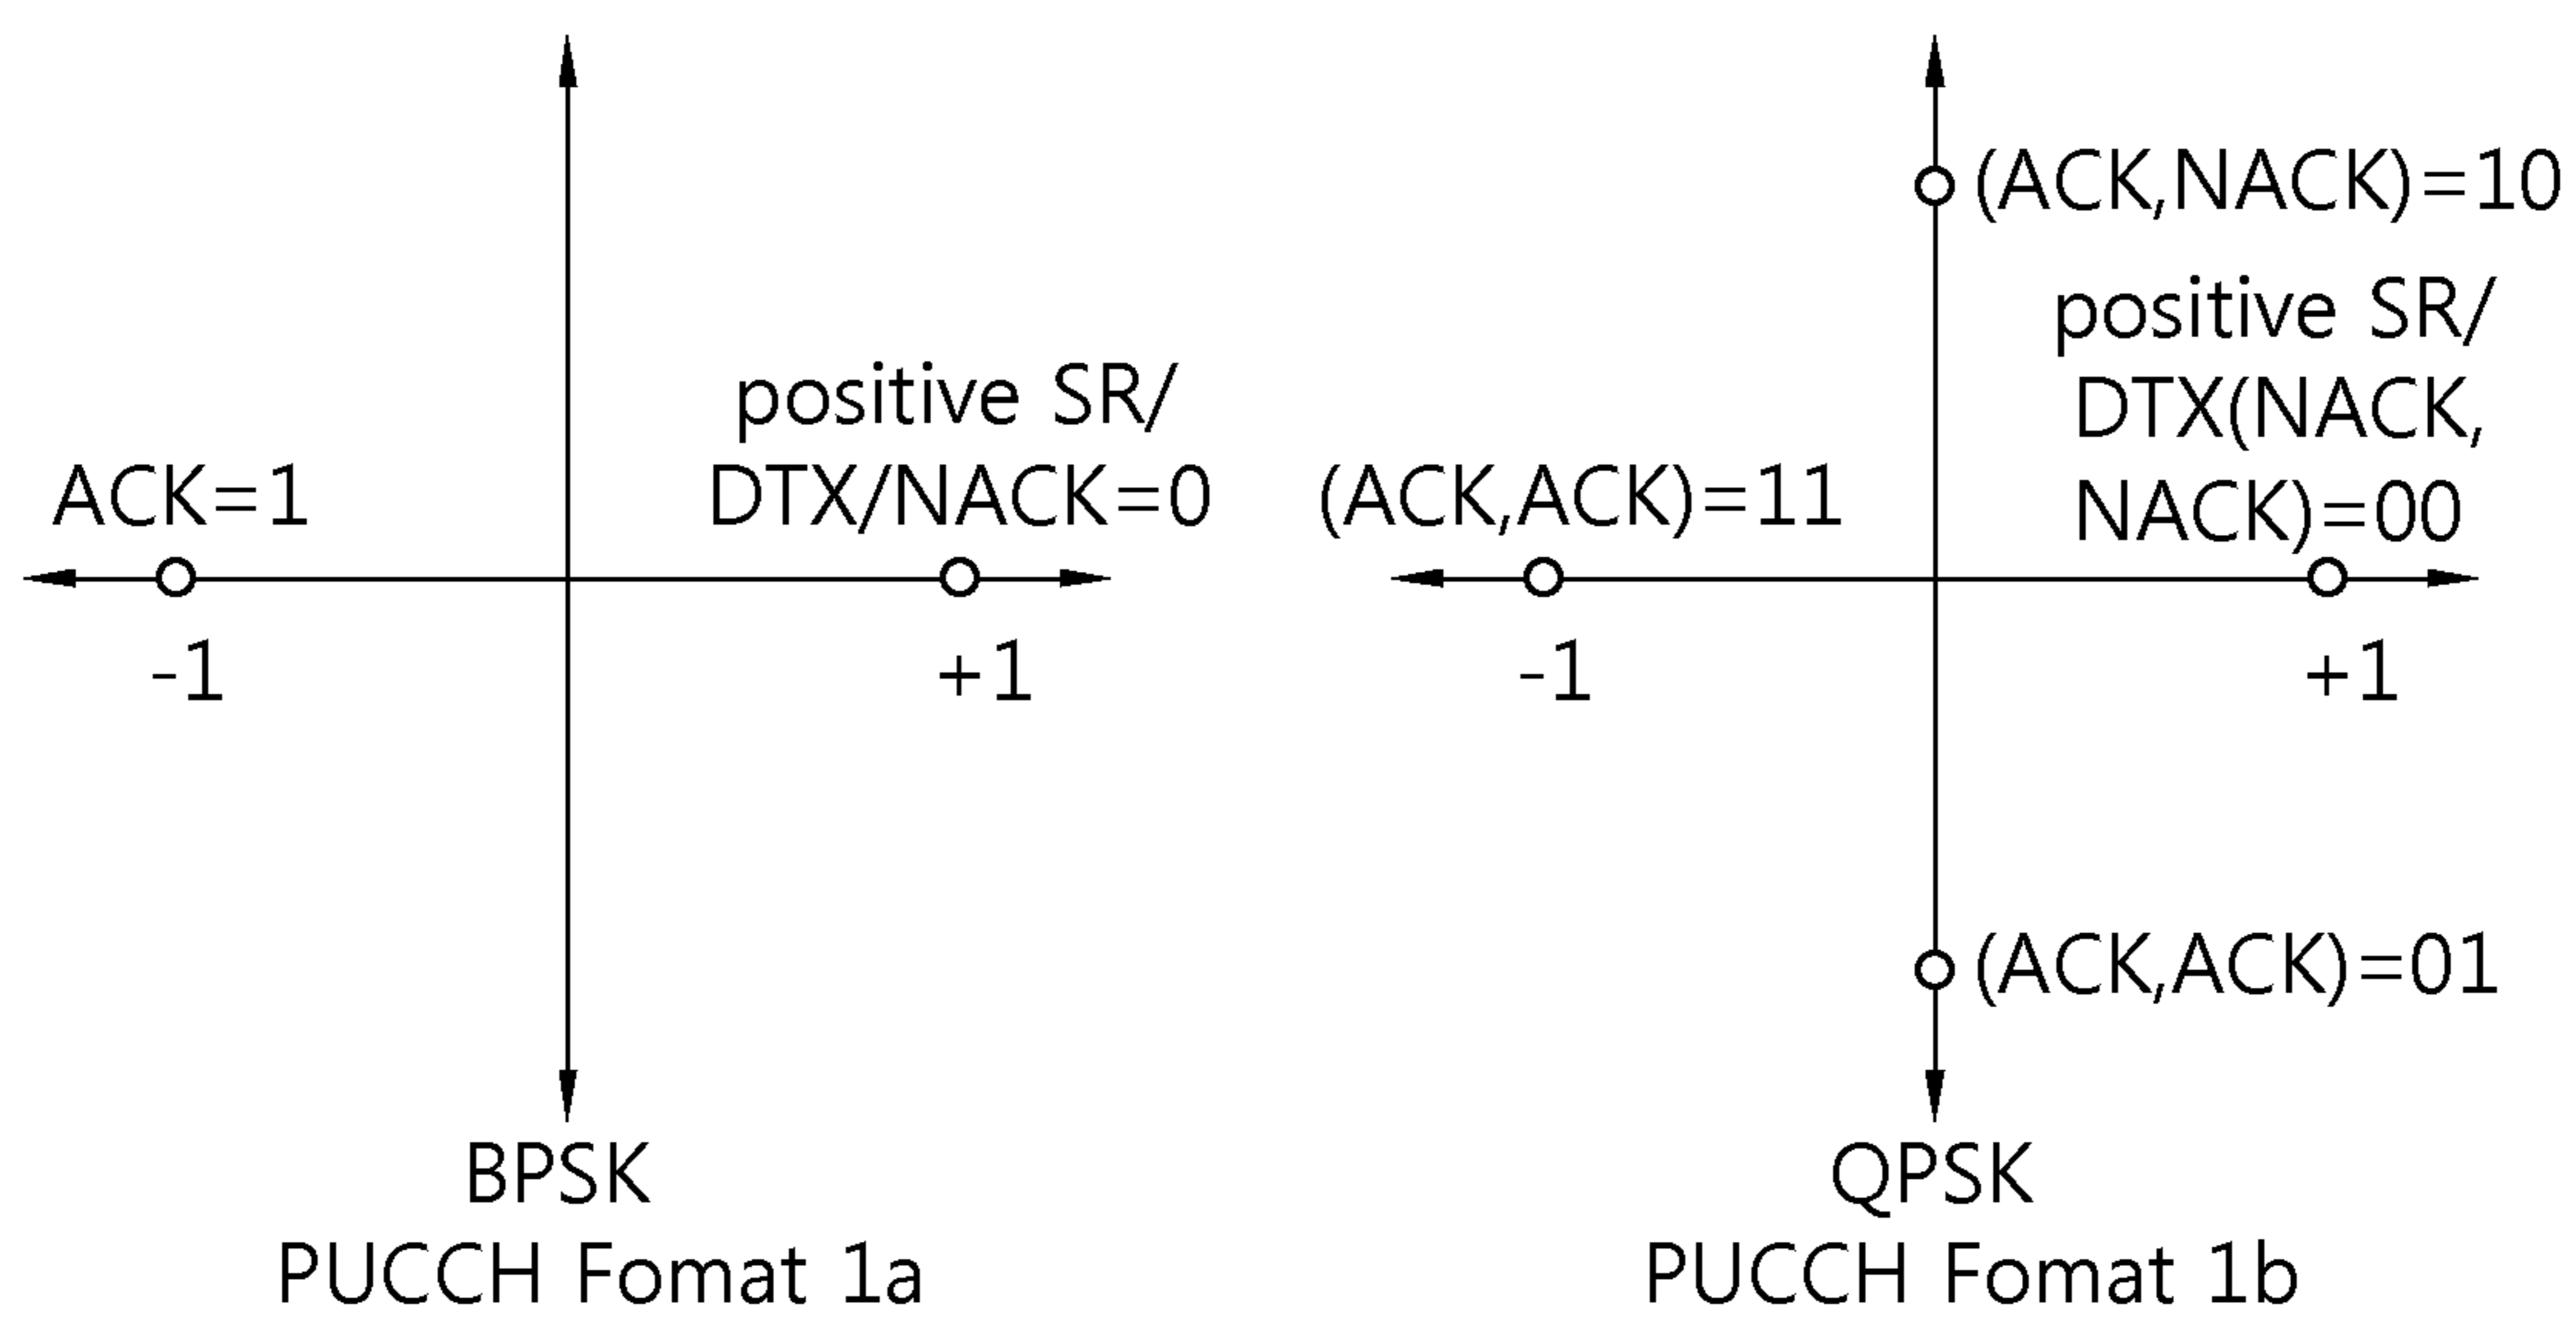 ACK=1
positive SR/
DTX/NACK=0
-1
+1
BPSK
PUCCH Fomat 1a
(ACK,NACK)=10
positive SR/
DTX(NACK,
NACK)=00
(ACK,ACK)=11
-1
+1
(ACK,ACK)=01
QPSK
PUCCH Fomat 1b